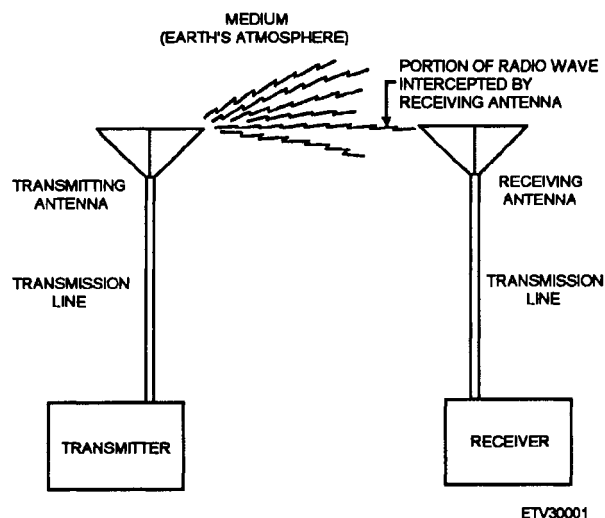 MEDIUM
(EARTH'S ATMOSPHERE)
PORTION OF RADIO WAVE
INTERCEPTED BY
RECEIVING ANTENNA
TRANSMITTING
ANTENNA
RECEIVING
ANTENNA
TRANSMISSION
LINE
TRANSMISSION
LINE
TRANSMITTER
RECEIVER
ETV30001